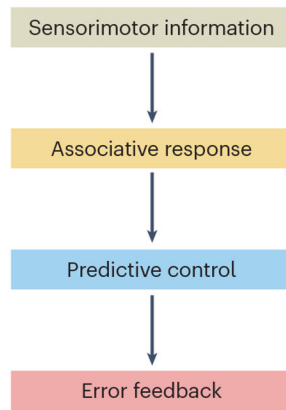 Sensorimotor information
Associative response
Predictive control
Error feedback